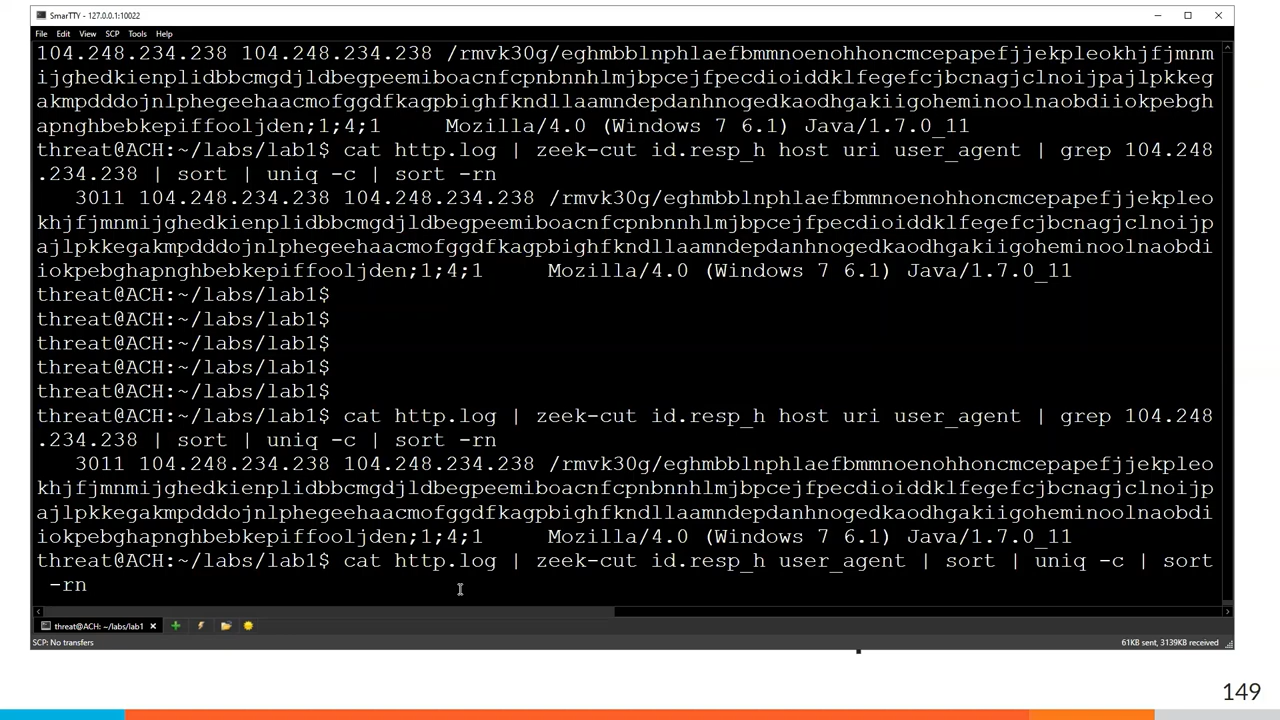 SmarTTY - 127.0.0.1:10022
File Edit View SCP Tools Help
104.248.234.238 104.248.234.238 /rmvk30g/eghmbblnphlaefbmmnoenohhoncmcepapefjjekpleokhjfjmnm
ijghedkienplidbbcmgdjldbegpeemiboacnfcpnbnnhlmjbpcejfpecdioiddklfegefcjbcnagjclnoijpajlpkkeg
akmpdddojnlphegeehaacmofggdfkagpbighfkndllaamndepdanhnogedkaodhgakiigoheminoolnaobdiiokpebgh
apnghbebkepiffooljden;1;4;1 Mozilla/4.0 (Windows 7 6.1) Java/1.7.0_11
threat@ACH:~/labs/lab1$ cat http.log | zeek-cut id.resp_h host uri user_agent | grep 104.248
.234.238 | sort | uniq -c | sort -rn
3011 104.248.234.238 104.248.234.238 /rmvk30g/eghmbblnphlaefbmmnoenohhoncmcepapefjjekpleo
khjfjmnmijghedkienplidbbcmgdjldbegpeemiboacnfcpnbnnhlmjbpcejfpecdioiddklfegefcjbcnagjclnoijp
ajlpkkegakmpdddojnlphegeehaacmofggdfkagpbighfkndllaamndepdanhnogedkaodhgakiigoheminoolnaobdi
iokpebghapnghbebkepiffooljden;1;4;1 Mozilla/4.0 (Windows 7 6.1) Java/1.7.0_11
threat@ACH:~/labs/lab1$
threat@ACH:~/labs/lab1$
threat@ACH:~/labs/lab1$
threat@ACH:~/labs/lab1$
threat@ACH:~/labs/lab1$
threat@ACH:~/labs/lab1$ cat http.log | zeek-cut id.resp_h host uri user_agent | grep 104.248
.234.238 | sort | uniq -c | sort -rn
3011 104.248.234.238 104.248.234.238 /rmvk30g/eghmbblnphlaefbmmnoenohhoncmcepapefjjekpleo
khjfjmnmijghedkienplidbbcmgdjldbegpeemiboacnfcpnbnnhlmjbpcejfpecdioiddklfegefcjbcnagjclnoijp
ajlpkkegakmpdddojnlphegeehaacmofggdfkagpbighfkndllaamndepdanhnogedkaodhgakiigoheminoolnaobdi
iokpebghapnghbebkepiffooljden;1;4;1 Mozilla/4.0 (Windows 7 6.1) Java/1.7.0_11
threat@ACH:~/labs/lab1$ cat http.log | zeek-cut id.resp_h user_agent | sort | uniq -c | sort
-rn
threat@ACH: ~/labs/lab1
SCP: No transfers
61KB sent, 3139KB received
149